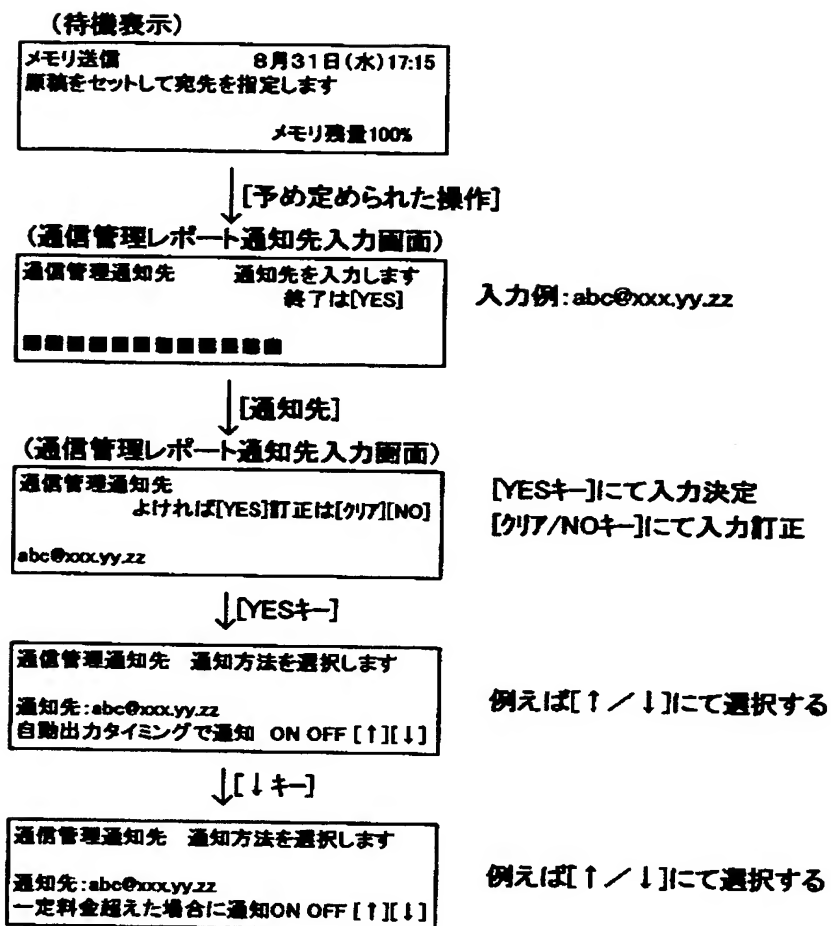 (待機表示)
メモリ送信 8月31日(水)17:15
原稿をセットして宛先を指定します
メモリ残量100%
[予め定められた操作]
(通信管理レポート通知先入力画面)
通信管理通知先 通知先を入力します
終了は[YES]
入力例:abc@xxx.yy.zz
■■■■■■■■■■■■
[通知先]
(通信管理レポート通知先入力画面)
通信管理通知先
よければ[YES]訂正は[クリア][NO]
abc@xxx.yy.zz
[YESキー]にて入力決定
[クリア/NOキー]にて入力訂正
[YESキー]
通信管理通知先 通知方法を選択します
通知先:abc@xxx.yy.zz
自動出力タイミングで通知 ON OFF [↑][↓]
例えば[↑/↓]にて選択する
[↓キー]
通信管理通知先 通知方法を選択します
通知先:abc@xxx.yy.zz
一定料金超えた場合に通知ON OFF [↑][↓]
例えば[↑/↓]にて選択する